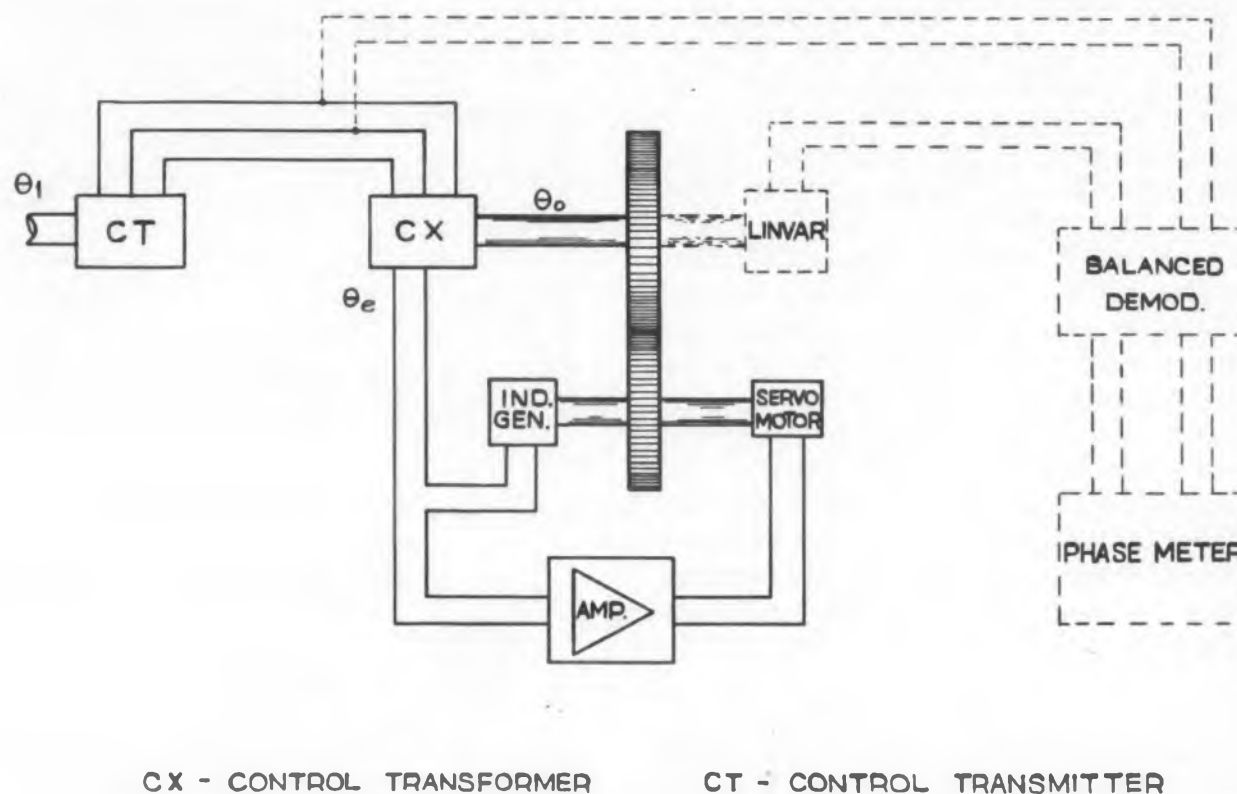 θ1
CT
CX
θo
LINVAR
BALANCED
DEMOD.
θe
IND.
GEN.
SERVO
MOTOR
PHASE METER
AMP.
CX - CONTROL TRANSFORMER
CT - CONTROL TRANSMITTER